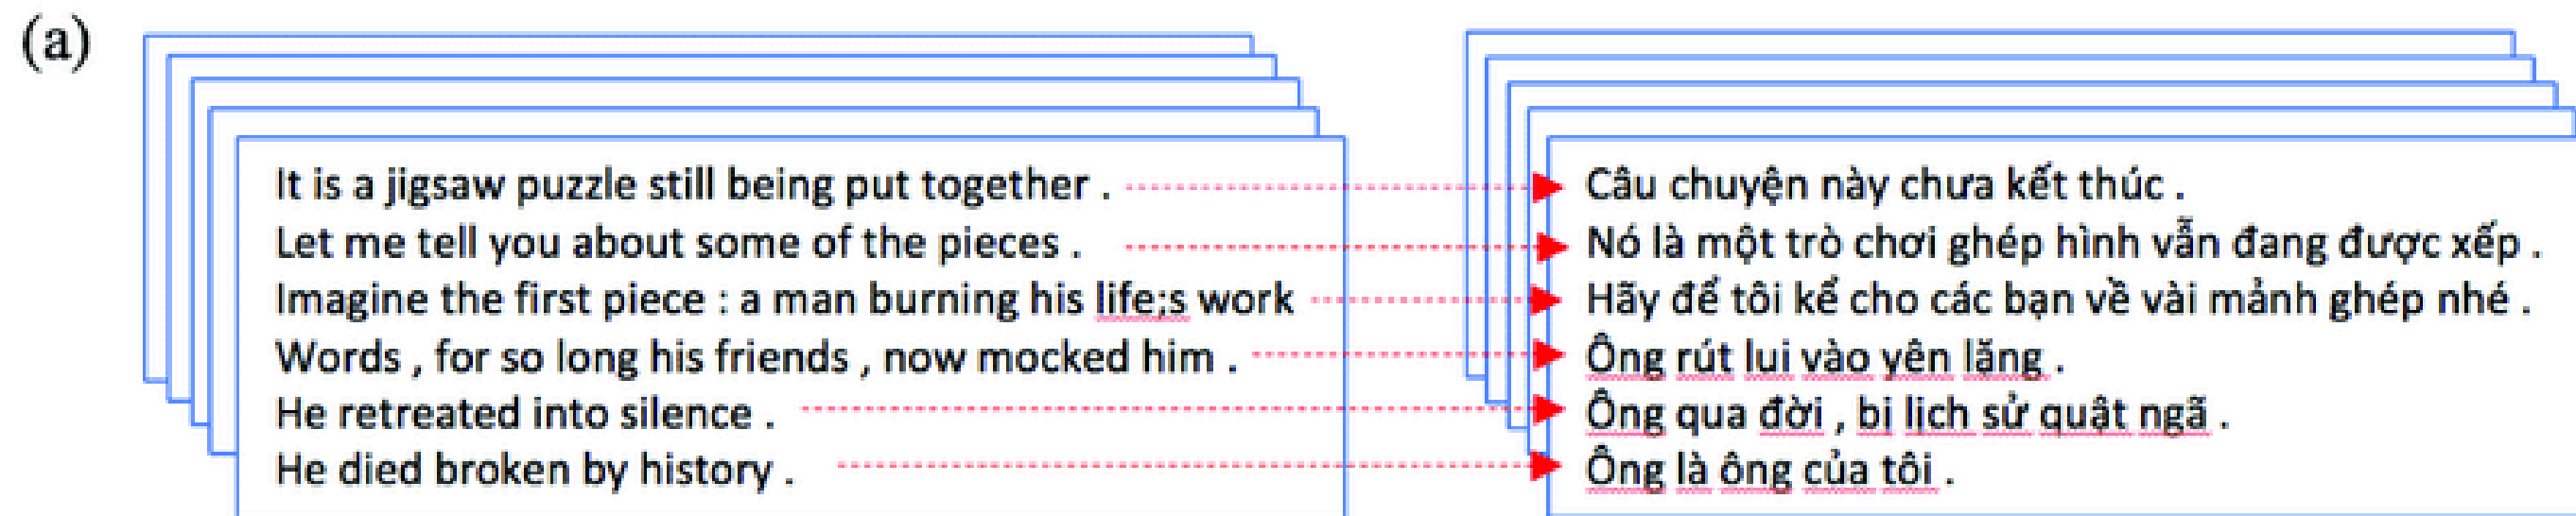 (a)
It is a jigsaw puzzle still being put together .
Let me tell you about some of the pieces .
Imagine the first piece : a man burning his life;s work
Words , for so long his friends , now mocked him .
He retreated into silence .
He died broken by history .
Câu chuyện này chưa kết thúc .
Nó là một trò chơi ghép hình vẫn đang được xếp .
Hãy để tôi kể cho các bạn về vài mảnh ghép nhé .
Ông rút lui vào yên lặng .
Ông qua đời , bị lịch sử quật ngã .
Ông là ông của tôi .